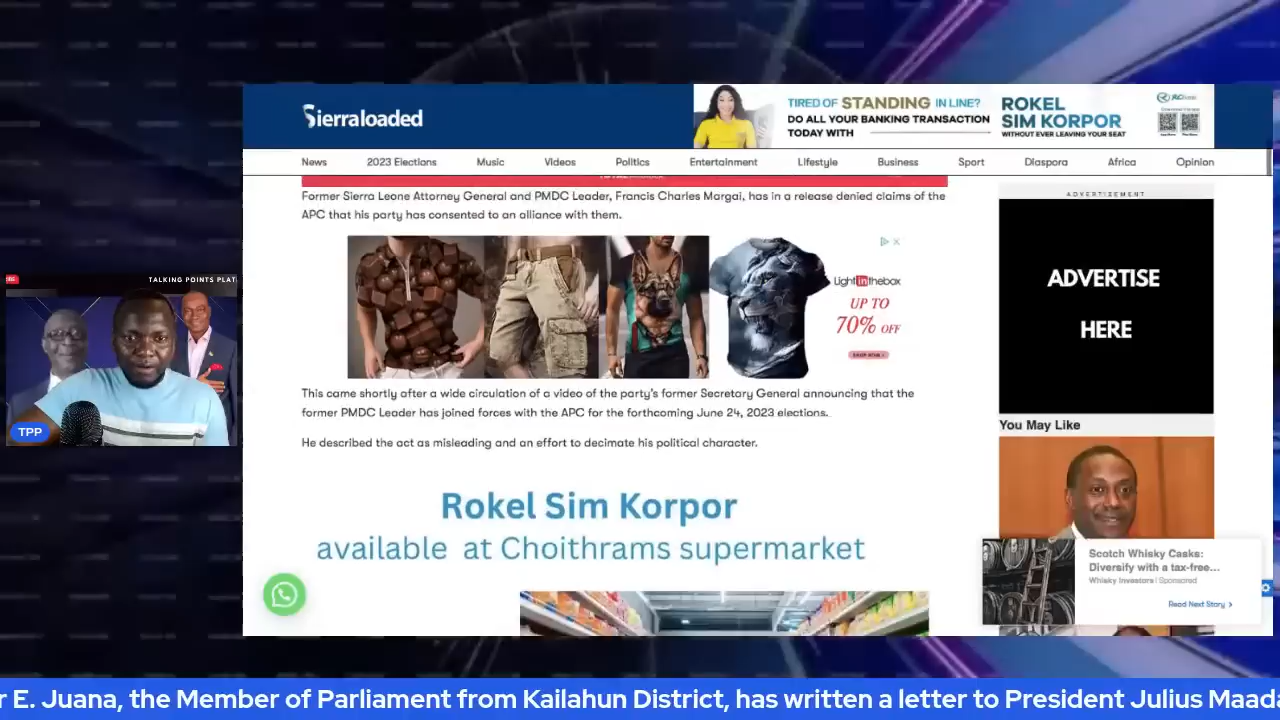 Sierraloaded
TIRED OF STANDING IN LINE?
DO ALL YOUR BANKING TRANSACTION
TODAY WITH
ROKEL
SIM KORPOR
WITHOUT EVER LEAVING YOUR SEAT
News 2023 Elections Music Videos Politics Entertainment Lifestyle Business Sport Diaspora Africa Opinion
Former Sierra Leone Attorney General and PMDC Leader, Francis Charles Margai, has in a release denied claims of the
APC that his party has consented to an alliance with them.
Light in the box
UP TO
70% OFF
SHOP NOW >
This came shortly after a wide circulation of a video of the party's former Secretary General announcing that the
former PMDC Leader has joined forces with the APC for the forthcoming June 24, 2023 elections.
He described the act as misleading and an effort to decimate his political character.
Rokel Sim Korpor
available at Choithrams supermarket
ADVERTIZEMENT
ADVERTISE
HERE
You May Like
Scotch Whisky Casks:
Diversify with a tax-free...
Whisky Investors | Sponsored
Read Next Story >
TALKING POINTS PLAT
TPP
r E. Juana, the Member of Parliament from Kailahun District, has written a letter to President Julius Maada